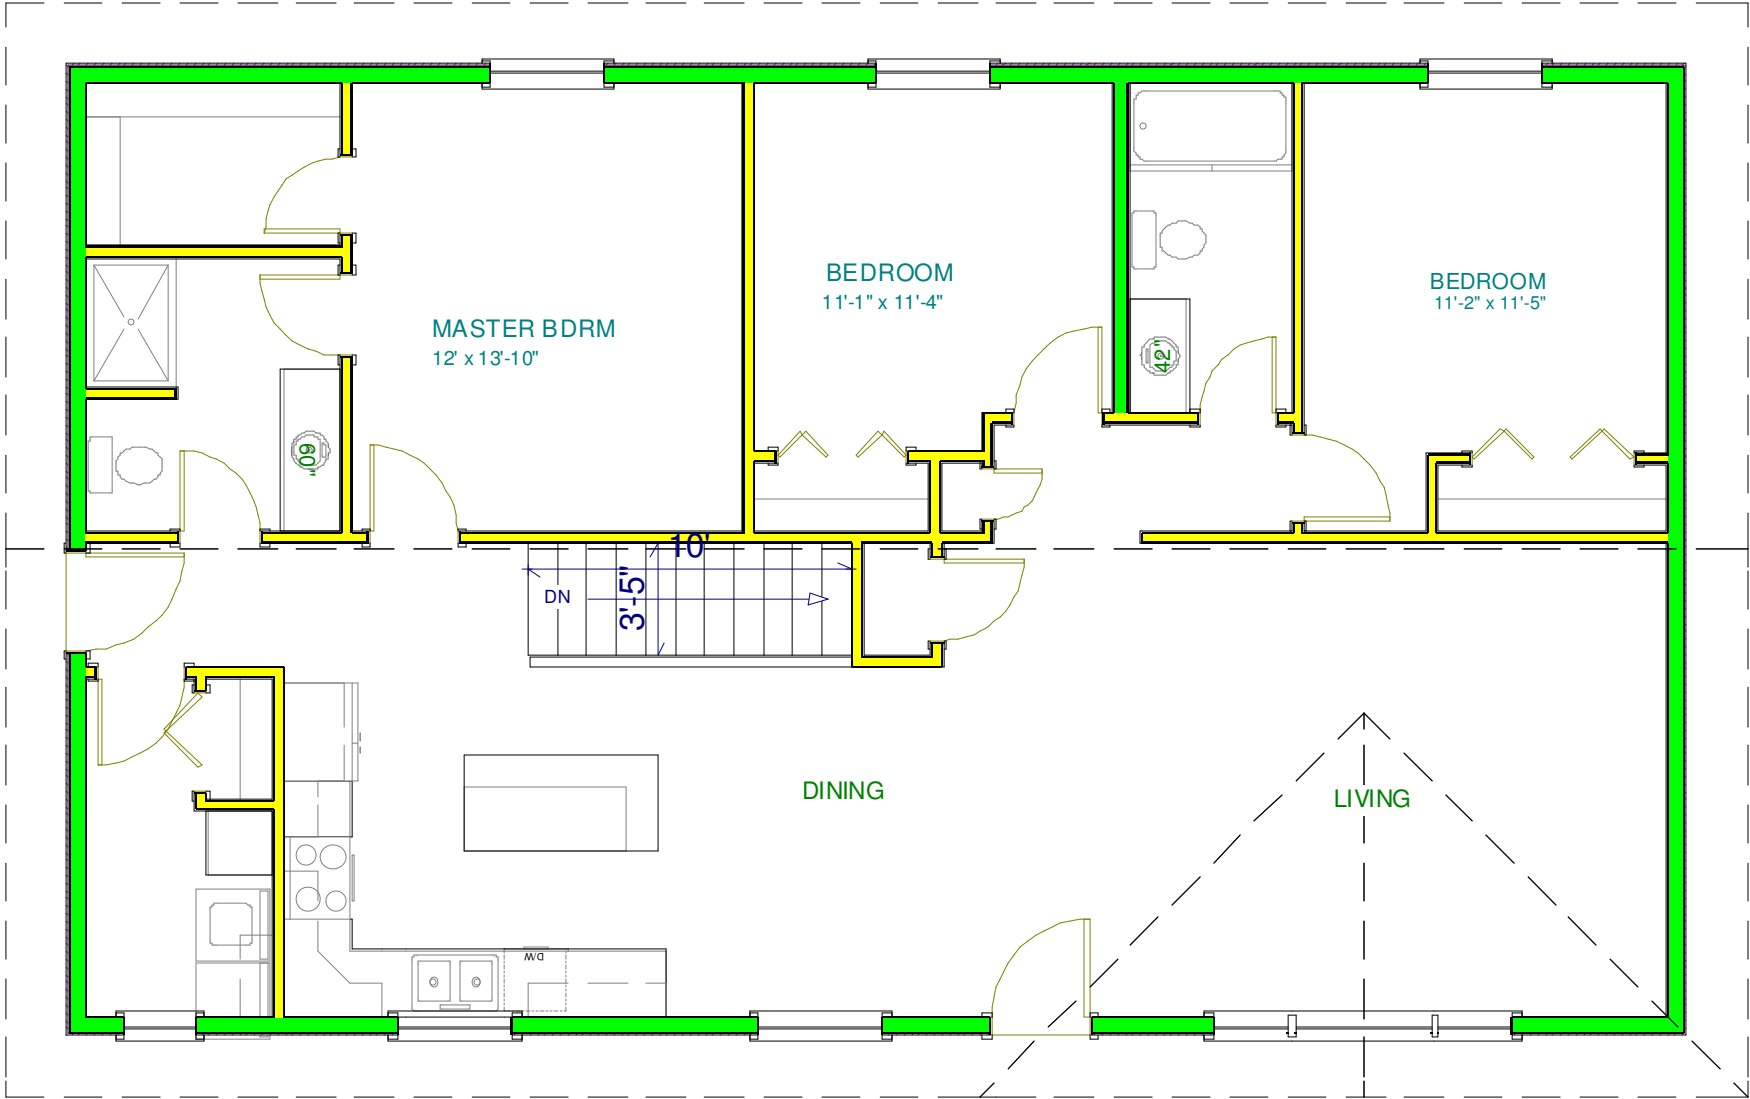 BEDROOM
11'-1" x 11'-4"
BEDROOM
11'-2" x 11'-5"
MASTER BDRM
12' x 13'-10"
42"
60"
10'
DN
3'-5"
DINING
LIVING
D/W